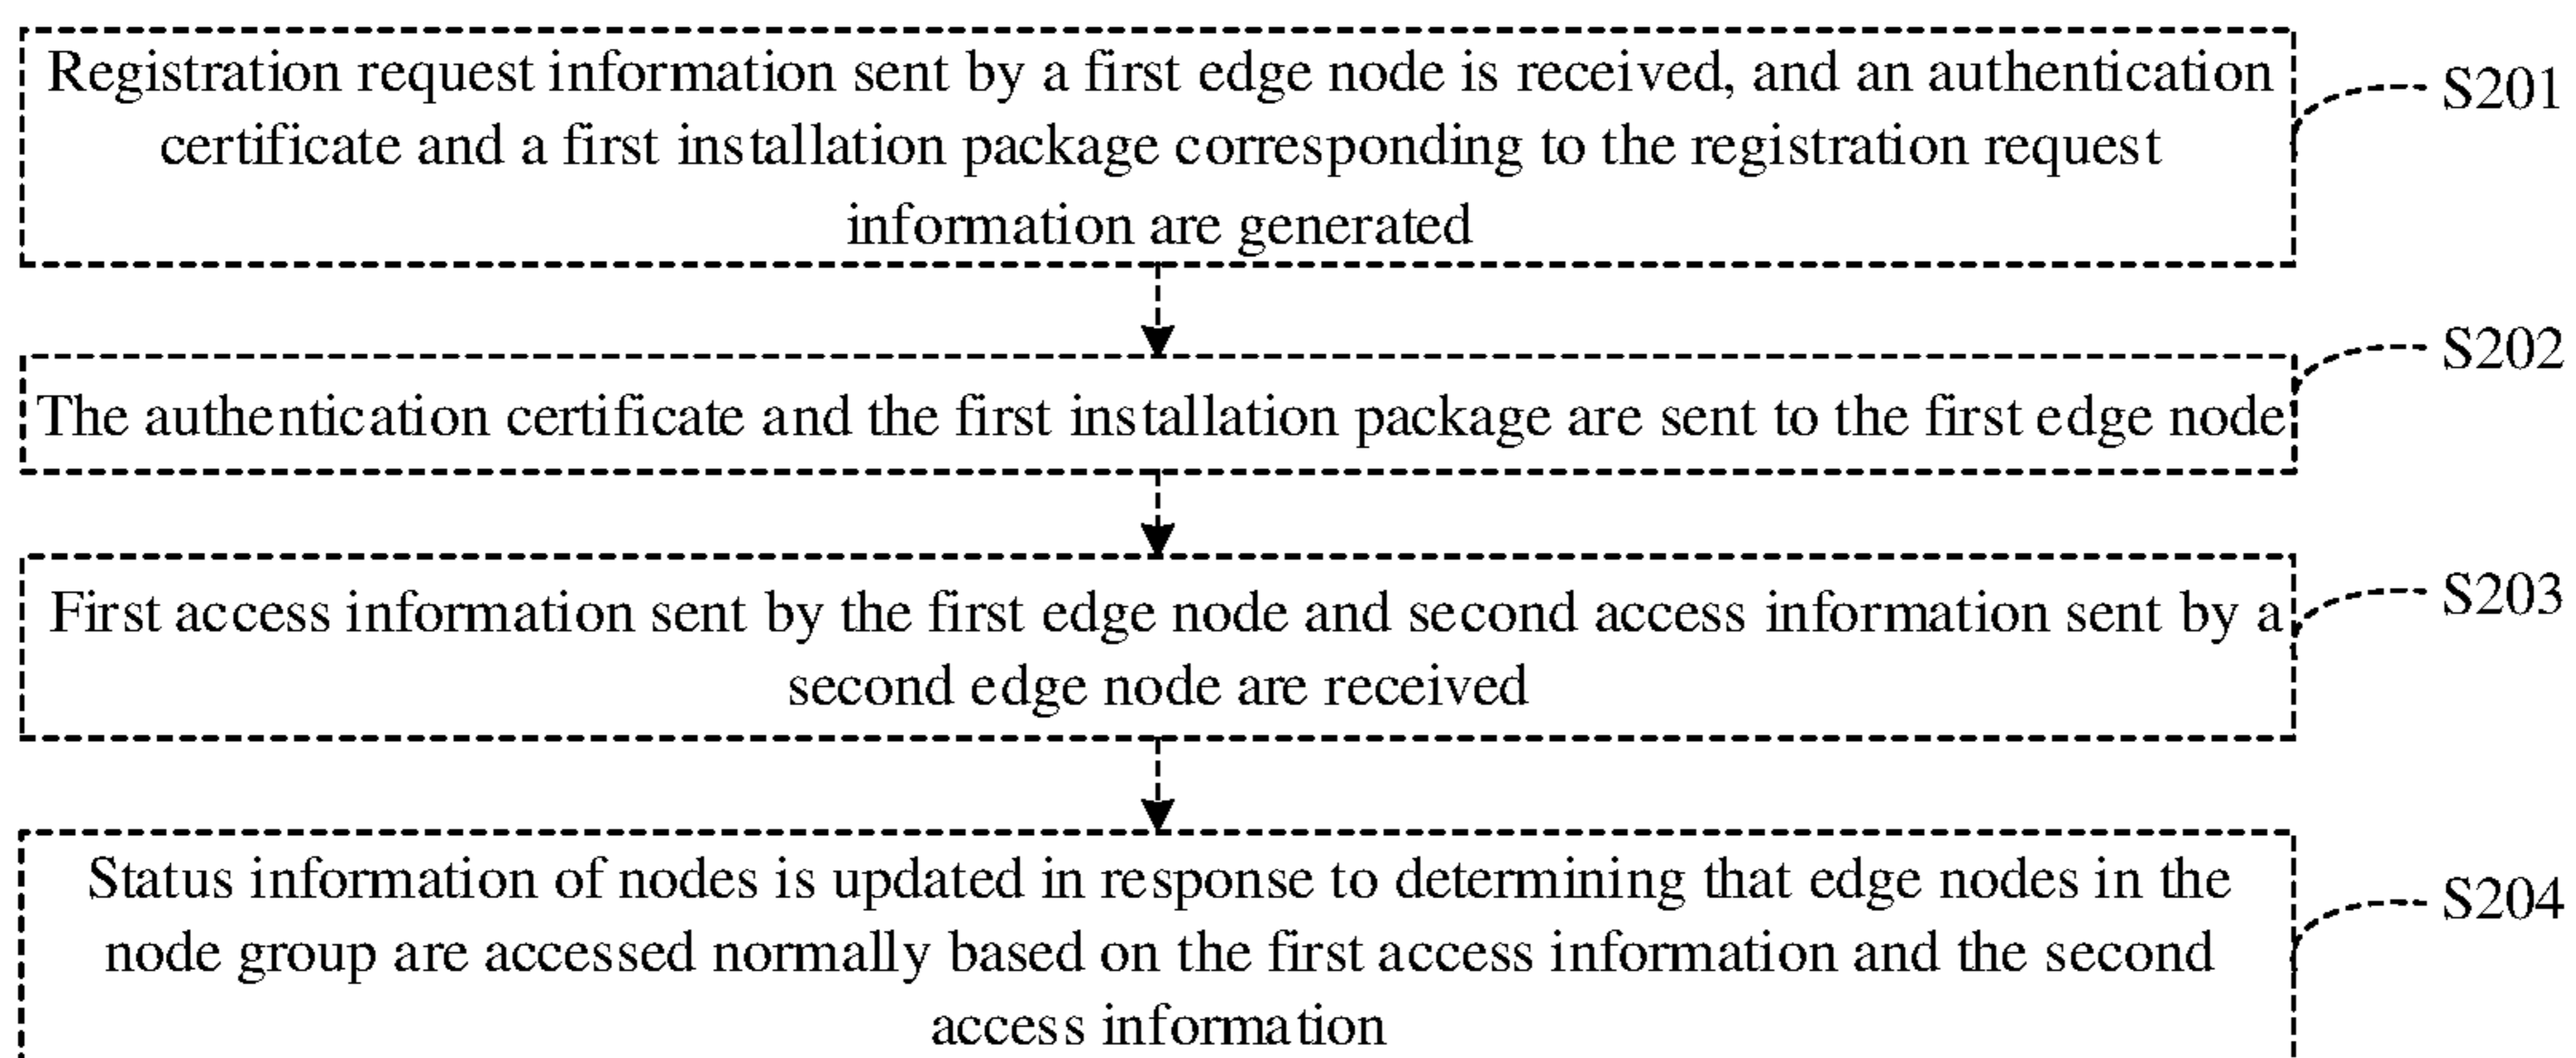 Registration request information sent by a first edge node is received, and an authentication
certificate and a first installation package corresponding to the registration request
information are generated
S201
The authentication certificate and the first installation package are sent to the first edge node
S202
First access information sent by the first edge node and second access information sent by a
second edge node are received
S203
Status information of nodes is updated in response to determining that edge nodes in the
node group are accessed normally based on the first access information and the second
access information
S204